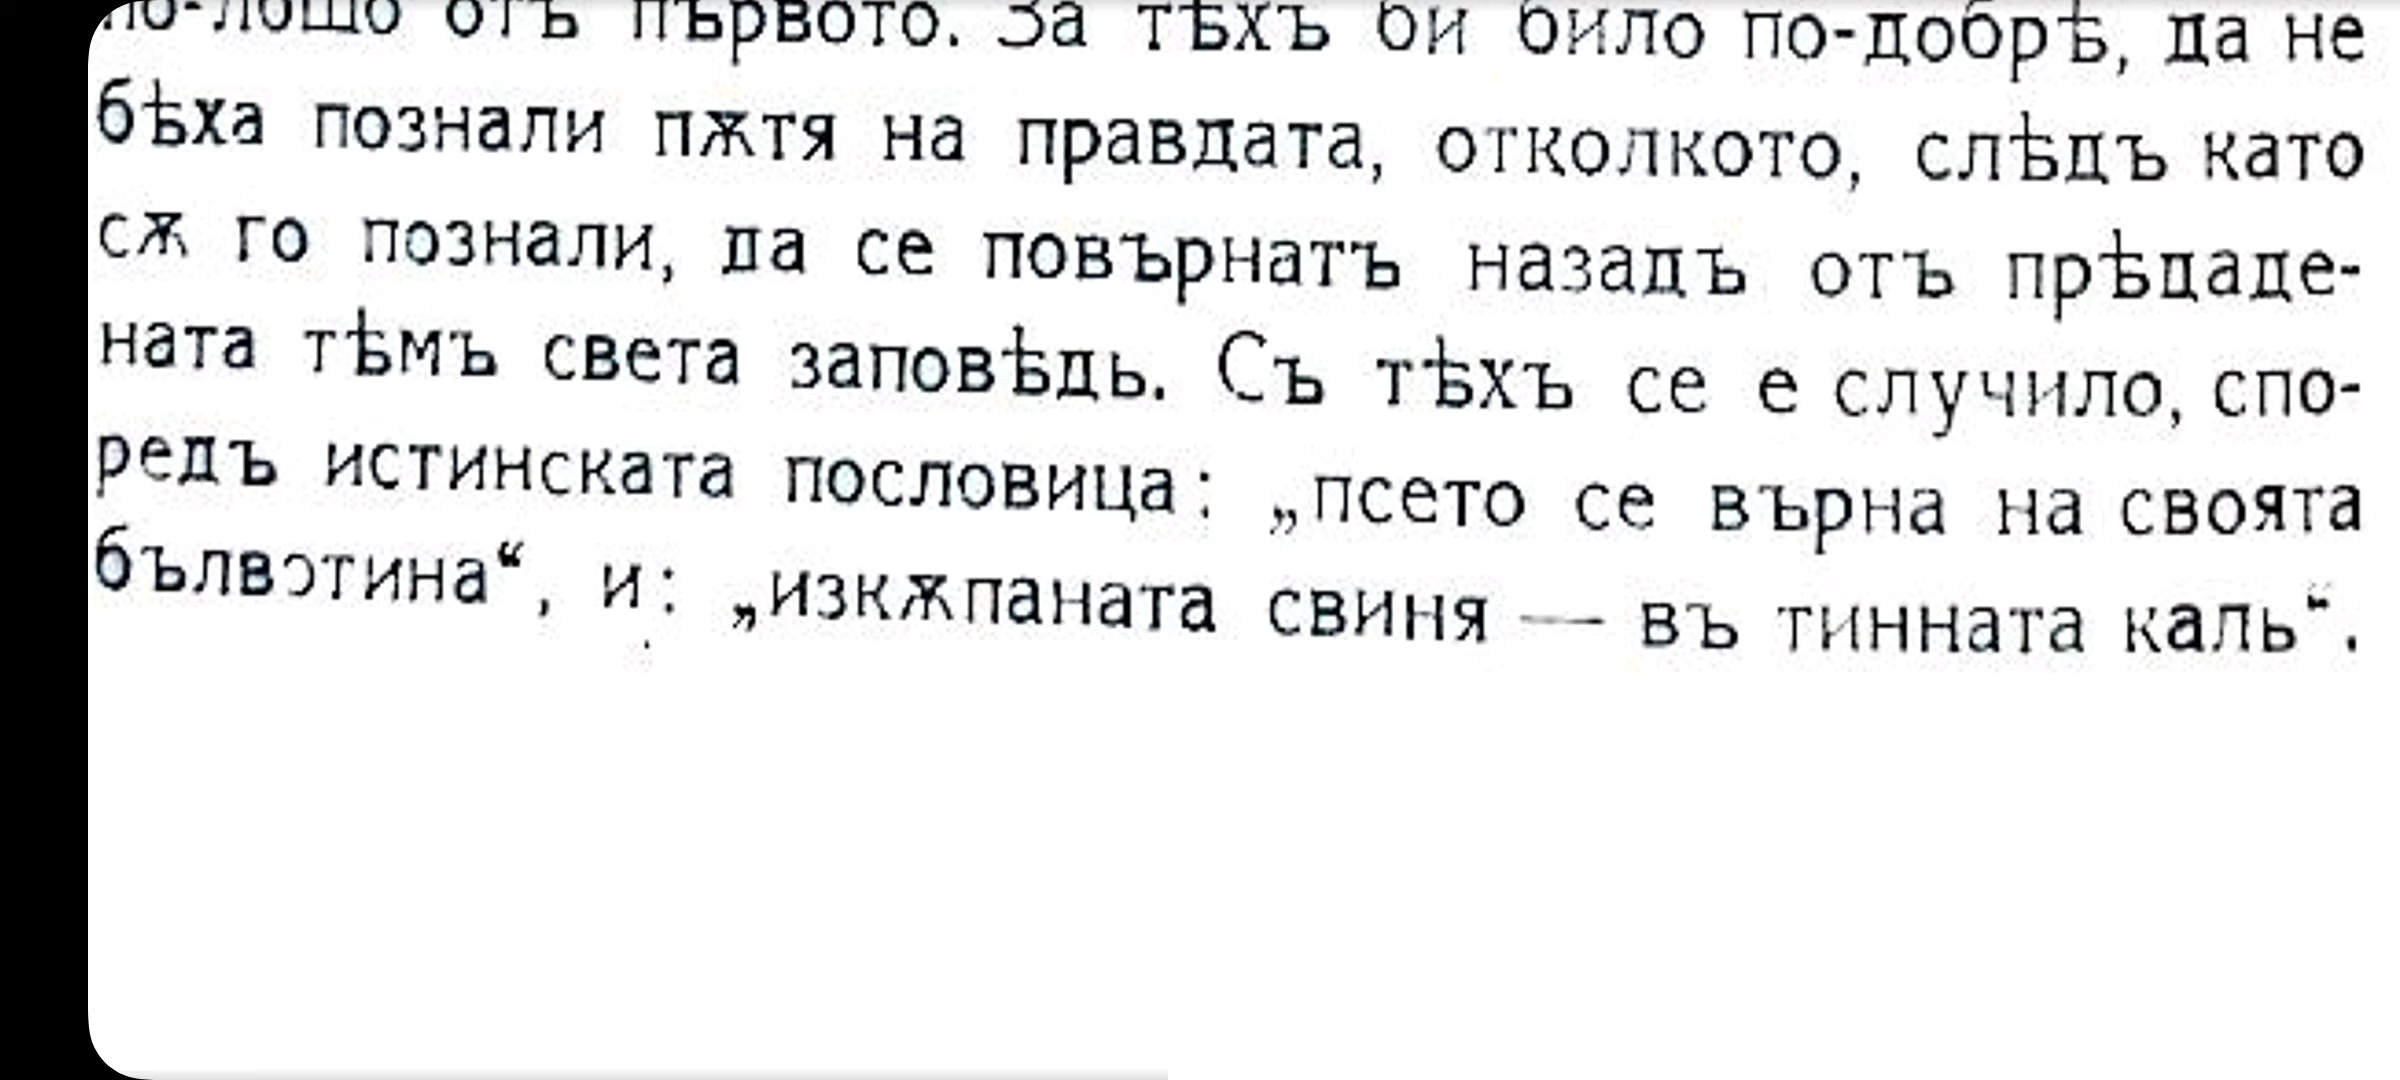 по-лошо отъ първото. За тѣхъ би било по-добрѣ, да не
бѣха познали пѫтя на правдата, отколкото, слѣдъ като
сѫ го познали, да се повърнатъ назадъ отъ прѣдаде-
ната тѣмъ света заповѣдь. Съ тѣхъ се е случило, спо-
редъ истинската пословица: „псето се върна на своята
бълвотина“, и: „изкѫпаната свиня — въ тинната каль“.